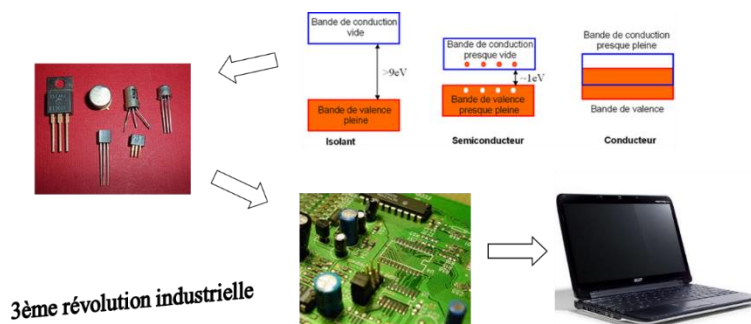 Bande de conduction
vide
>9eV
Bande de valence
pleine
Isolant
Bande de conduction
presque vide
~1eV
Bande de valence
presque pleine
Semiconducteur
Bande de conduction
presque pleine
Bande de valence
Conducteur
3ème révolution industrielle
acer